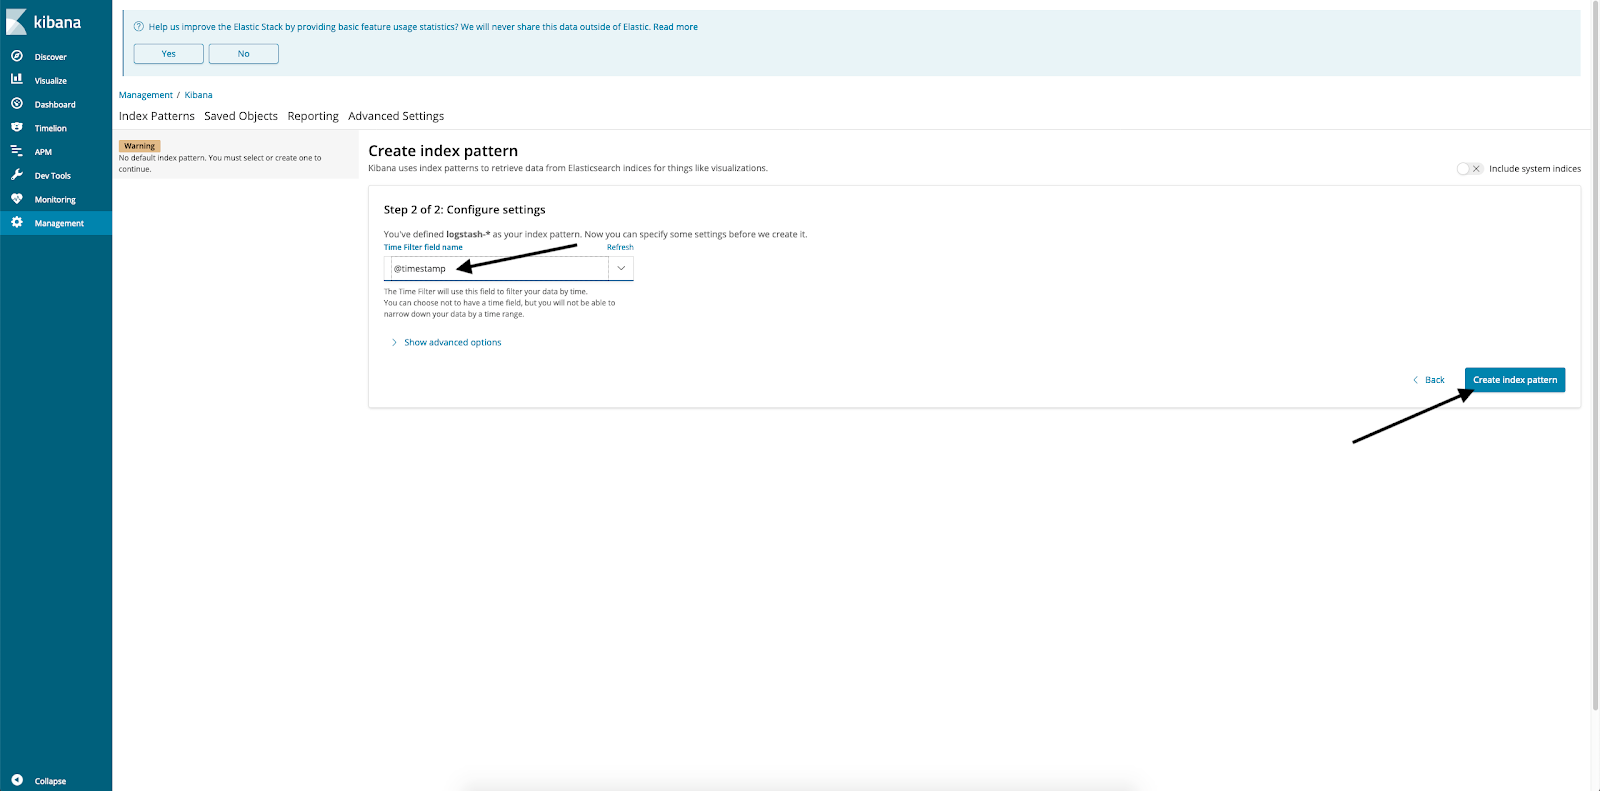 kibana
Discover
Visualize
Dashboard
Timelion
APM
Dev Tools
Monitoring
Management
Collapse
Help us improve the Elastic Stack by providing basic feature usage statistics? We will never share this data outside of Elastic. Read more
Yes No
Management / Kibana
Index Patterns Saved Objects Reporting Advanced Settings
Warning
No default index pattern. You must select or create one to
continue.
Create index pattern
Kibana uses index patterns to retrieve data from Elasticsearch indices for things like visualizations.
Include system indices
Step 2 of 2: Configure settings
You've defined logstash-* as your index pattern. Now you can specify some settings before we create it.
Time Filter field name Refresh
@timestamp
The Time Filter will use this field to filter your data by time.
You can choose not to have a time field, but you will not be able to
narrow down your data by a time range.
Show advanced options
Back Create index pattern